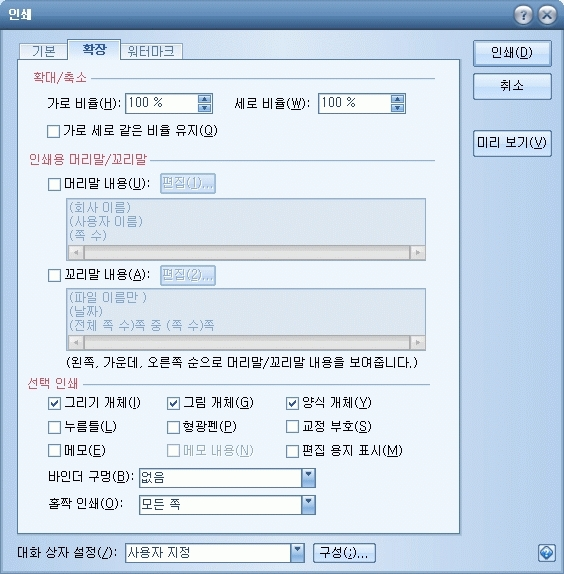 인쇄
기본 확장 워터마크
인쇄(D)
취소
미리 보기(V)
확대/축소
가로 비율(H): 100 % 세로 비율(W): 100 %
가로 세로 같은 비율 유지(Q)
인쇄용 머리말/꼬리말
머리말 내용(U): 편집(1)...
(회사 이름)
(사용자 이름)
(쪽 수)
꼬리말 내용(A): 편집(2)...
(파일 이름만 )
(날짜)
(전체 쪽 수)쪽 중 (쪽 수)쪽
(왼쪽, 가운데, 오른쪽 순으로 머리말/꼬리말 내용을 보여줍니다.)
선택 인쇄
그리기 개체(I) 그림 개체(G) 양식 개체(Y)
누름틀(L) 형광펜(P) 교정 부호(S)
메모(E) 메모 내용(N) 편집 용지 표시(M)
바인더 구멍(B): 없음
홀짝 인쇄(O): 모든 쪽
대화 상자 설정(/): 사용자 지정 구성(;)...